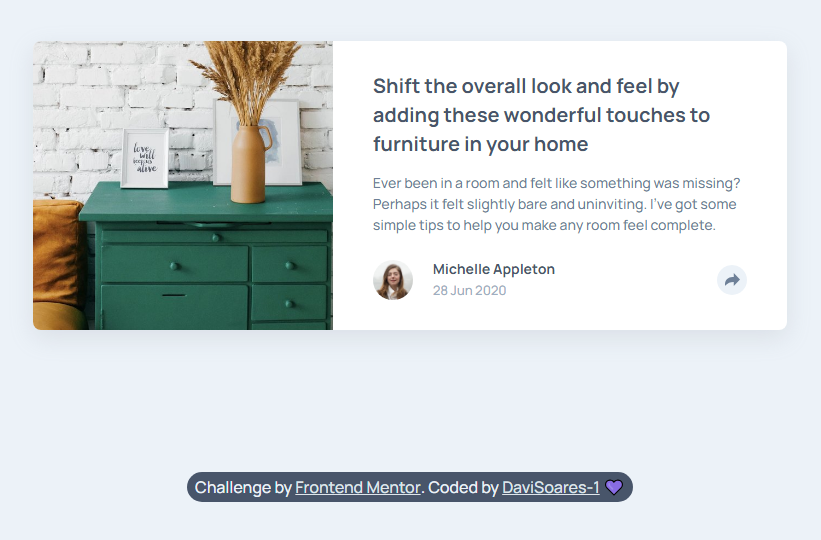 love
will
keep us
alive
Shift the overall look and feel by
adding these wonderful touches to
furniture in your home
Ever been in a room and felt like something was missing?
Perhaps it felt slightly bare and uninviting. I’ve got some
simple tips to help you make any room feel complete.
Michelle Appleton
28 Jun 2020
Challenge by Frontend Mentor. Coded by DaviSoares-1 💜